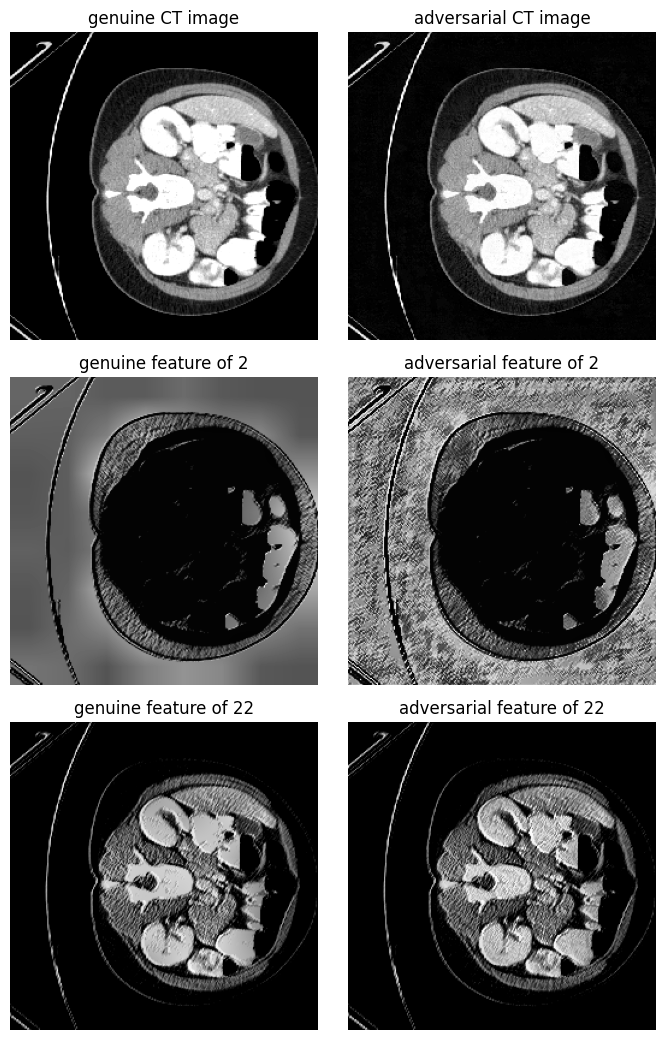 genuine CT image
adversarial CT image
genuine feature of 2
adversarial feature of 2
genuine feature of 22
adversarial feature of 22